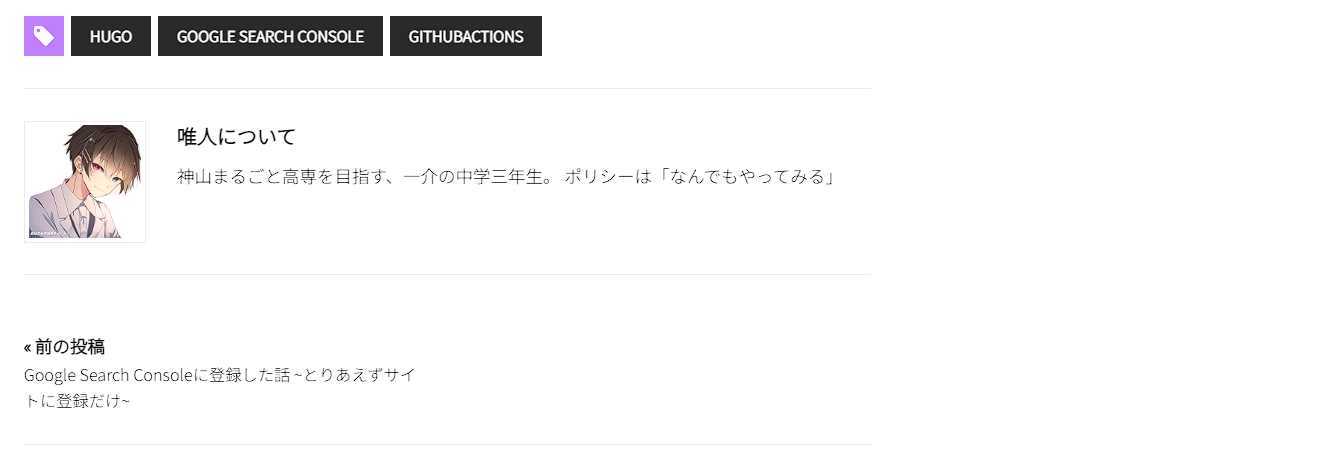 HUGO
GOOGLE SEARCH CONSOLE
GITHUBACTIONS
唯人について
神山まるごと高専を目指す、一介の中学三年生。 ポリシーは「なんでもやってみる」
« 前の投稿
Google Search Consoleに登録した話 ~とりあえずサイ
トに登録だけ~